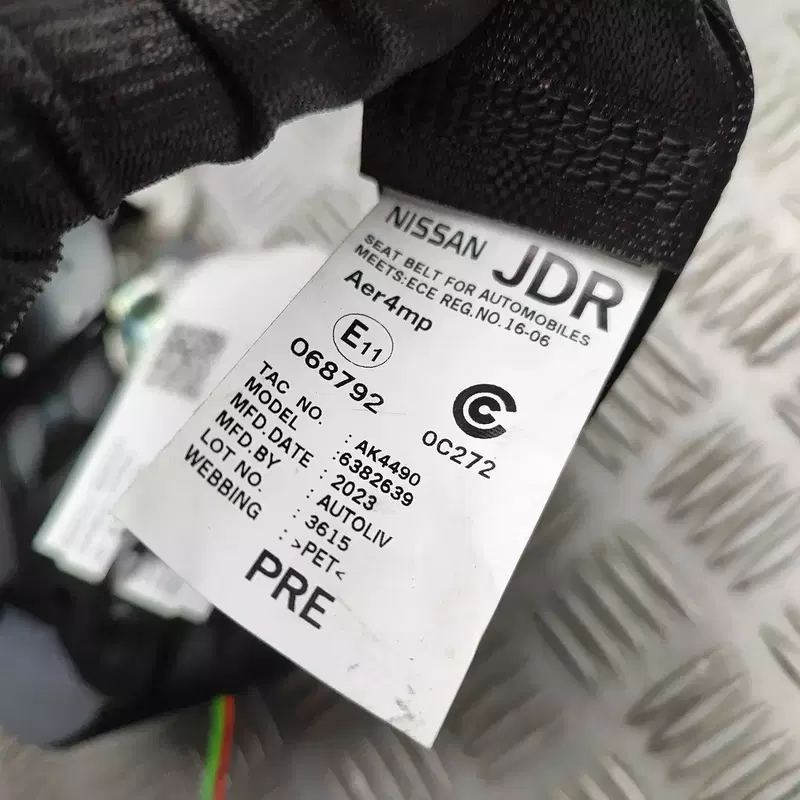 NISSAN JDR
SEAT BELT FOR AUTOMOBILES
MEETS:ECE REG.NO.16-06
Aer4mp
E11
068792
0C272
TAC NO. : AK4490
MODEL : 6382639
MFD.DATE : 2023
MFD.BY : AUTOLIV
LOT NO. : 3615
WEBBING : >PET<
PRE